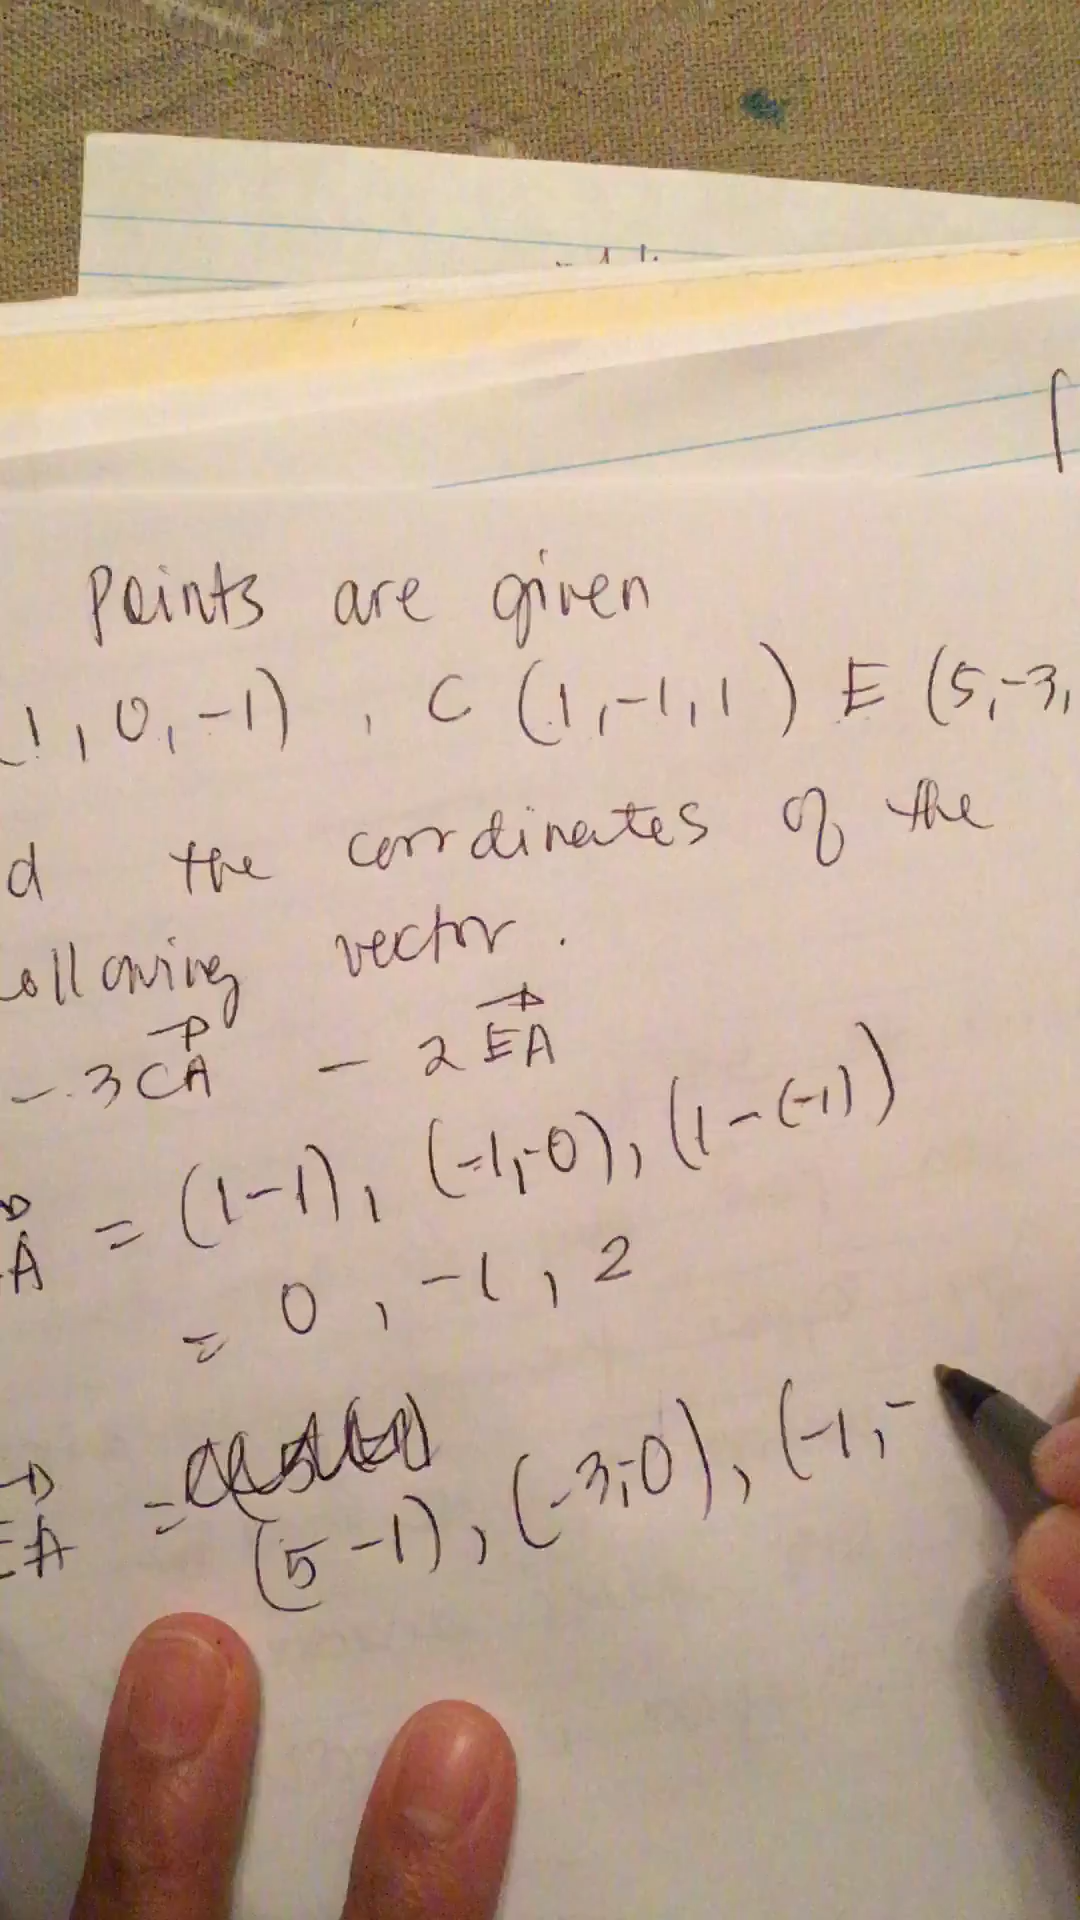 Points are given
1, 0, -1) , C (1, -1, 1) E (5, -3,
d the coordinates of the
ollowing vector.
- 3 CA - 2 EA
A = (1-1), (-1,-0), (1-(-1))
= 0, -1, 2
EA =
(5-1), (-3,-0), (-1,-